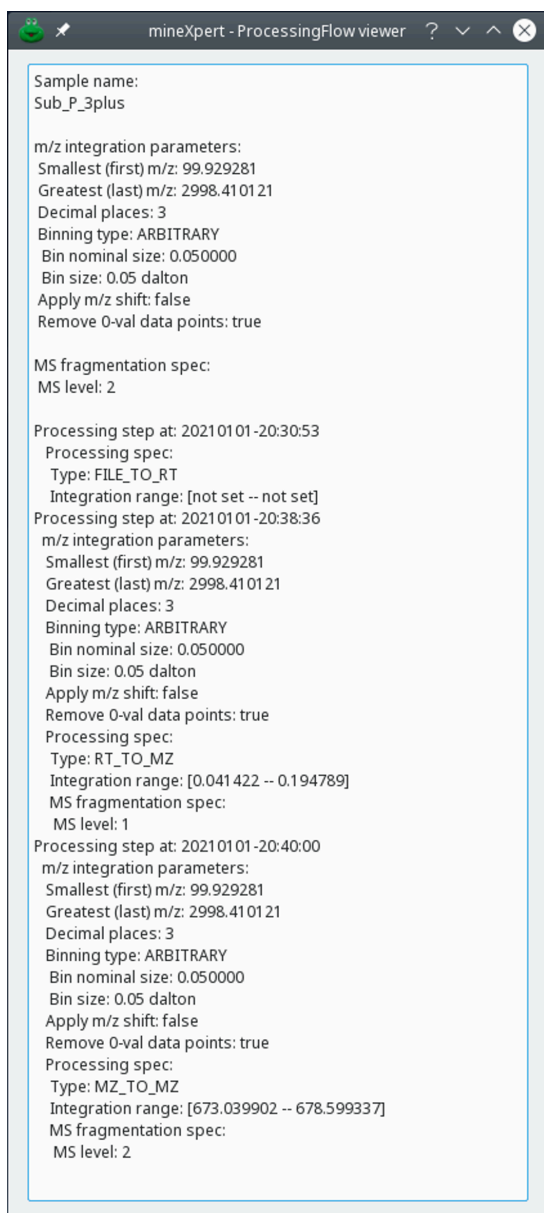 mineXpert - ProcessingFlow viewer
Sample name:
Sub_P_3plus
m/z integration parameters:
Smallest (first) m/z: 99.929281
Greatest (last) m/z: 2998.410121
Decimal places: 3
Binning type: ARBITRARY
Bin nominal size: 0.050000
Bin size: 0.05 dalton
Apply m/z shift: false
Remove 0-val data points: true
MS fragmentation spec:
MS level: 2
Processing step at: 20210101-20:30:53
Processing spec:
Type: FILE_TO_RT
Integration range: [not set -- not set]
Processing step at: 20210101-20:38:36
m/z integration parameters:
Smallest (first) m/z: 99.929281
Greatest (last) m/z: 2998.410121
Decimal places: 3
Binning type: ARBITRARY
Bin nominal size: 0.050000
Bin size: 0.05 dalton
Apply m/z shift: false
Remove 0-val data points: true
Processing spec:
Type: RT_TO_MZ
Integration range: [0.041422 -- 0.194789]
MS fragmentation spec:
MS level: 1
Processing step at: 20210101-20:40:00
m/z integration parameters:
Smallest (first) m/z: 99.929281
Greatest (last) m/z: 2998.410121
Decimal places: 3
Binning type: ARBITRARY
Bin nominal size: 0.050000
Bin size: 0.05 dalton
Apply m/z shift: false
Remove 0-val data points: true
Processing spec:
Type: MZ_TO_MZ
Integration range: [673.039902 -- 678.599337]
MS fragmentation spec:
MS level: 2